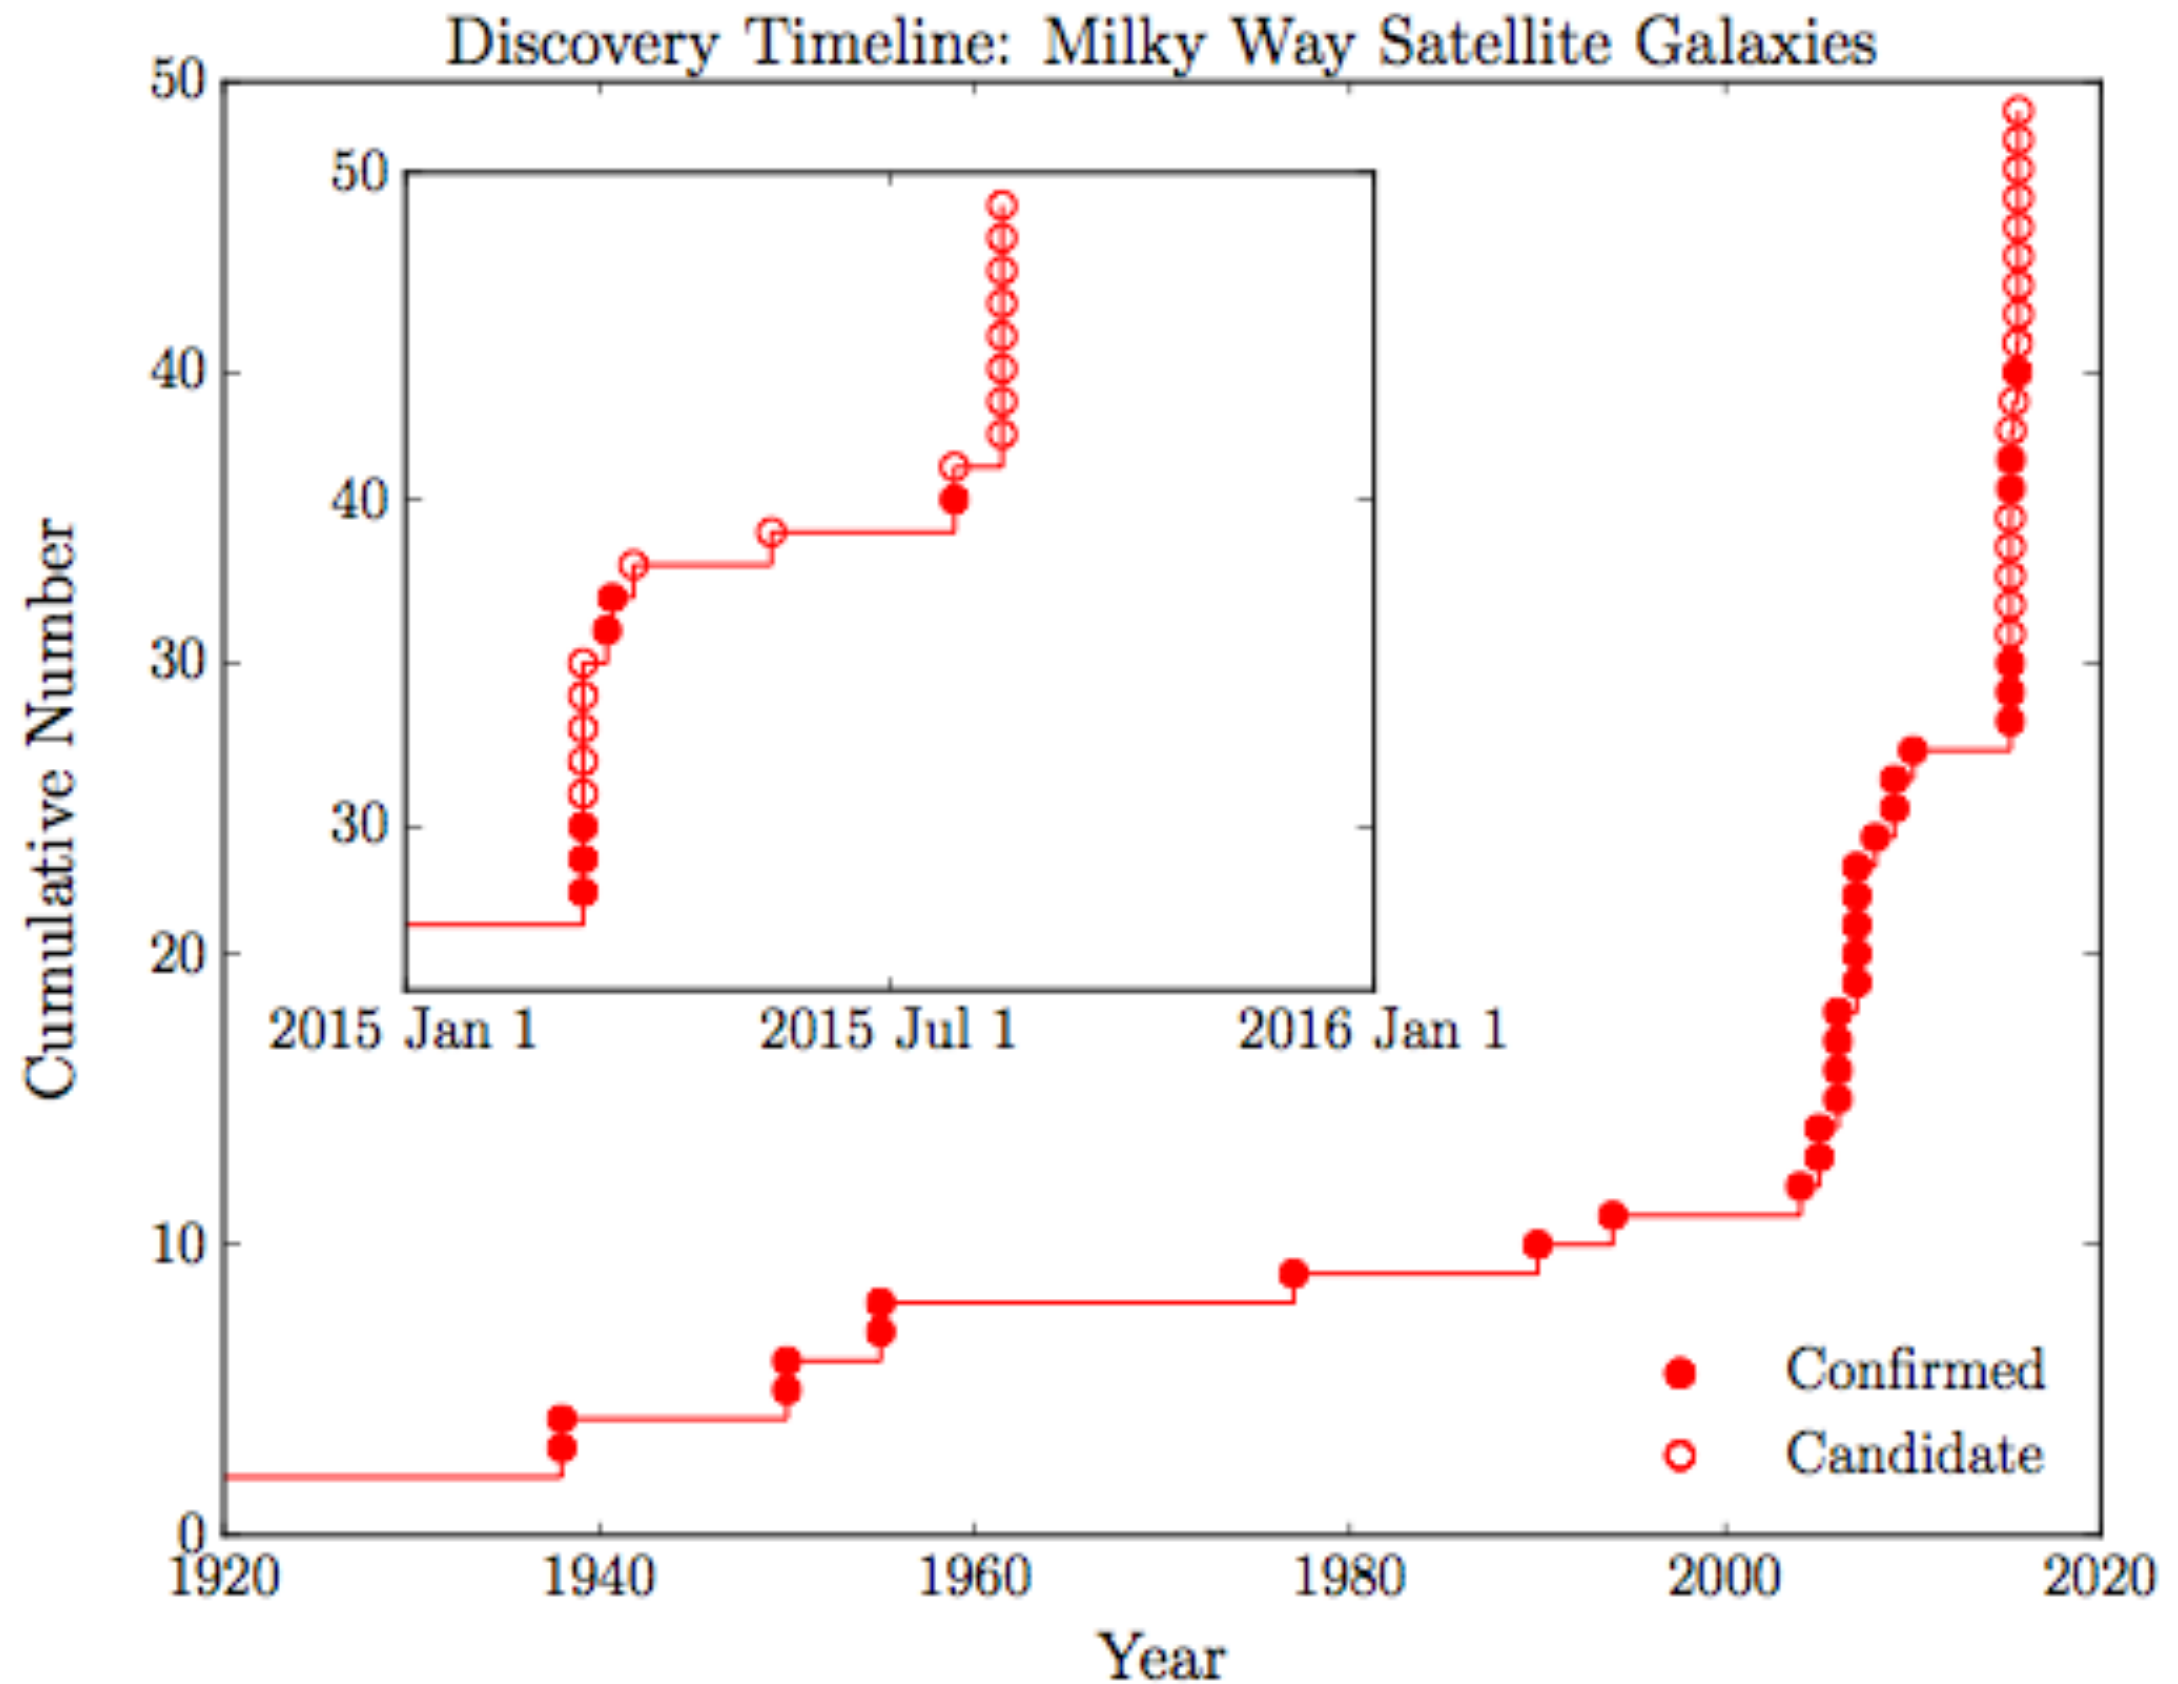 Discovery Timeline: Milky Way Satellite Galaxies
50
40
30
20
10
0
Cumulative Number
50
40
30
2015 Jan 1 2015 Jul 1 2016 Jan 1
Confirmed
Candidate
1920 1940 1960 1980 2000 2020
Year